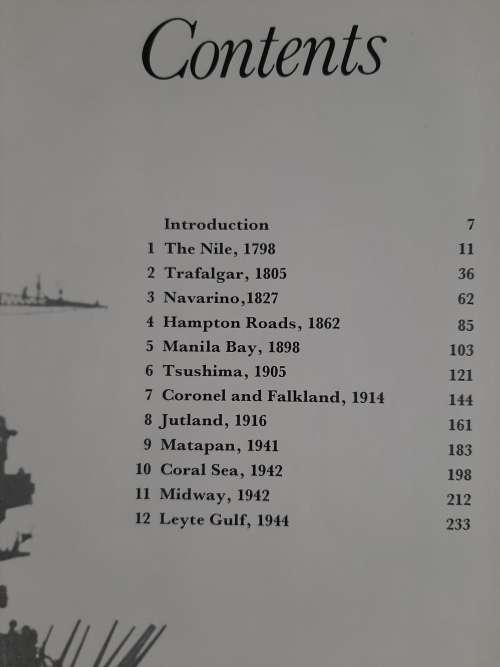 Contents
Introduction 7
1 The Nile, 1798 11
2 Trafalgar, 1805 36
3 Navarino,1827 62
4 Hampton Roads, 1862 85
5 Manila Bay, 1898 103
6 Tsushima, 1905 121
7 Coronel and Falkland, 1914 144
8 Jutland, 1916 161
9 Matapan, 1941 183
10 Coral Sea, 1942 198
11 Midway, 1942 212
12 Leyte Gulf, 1944 233